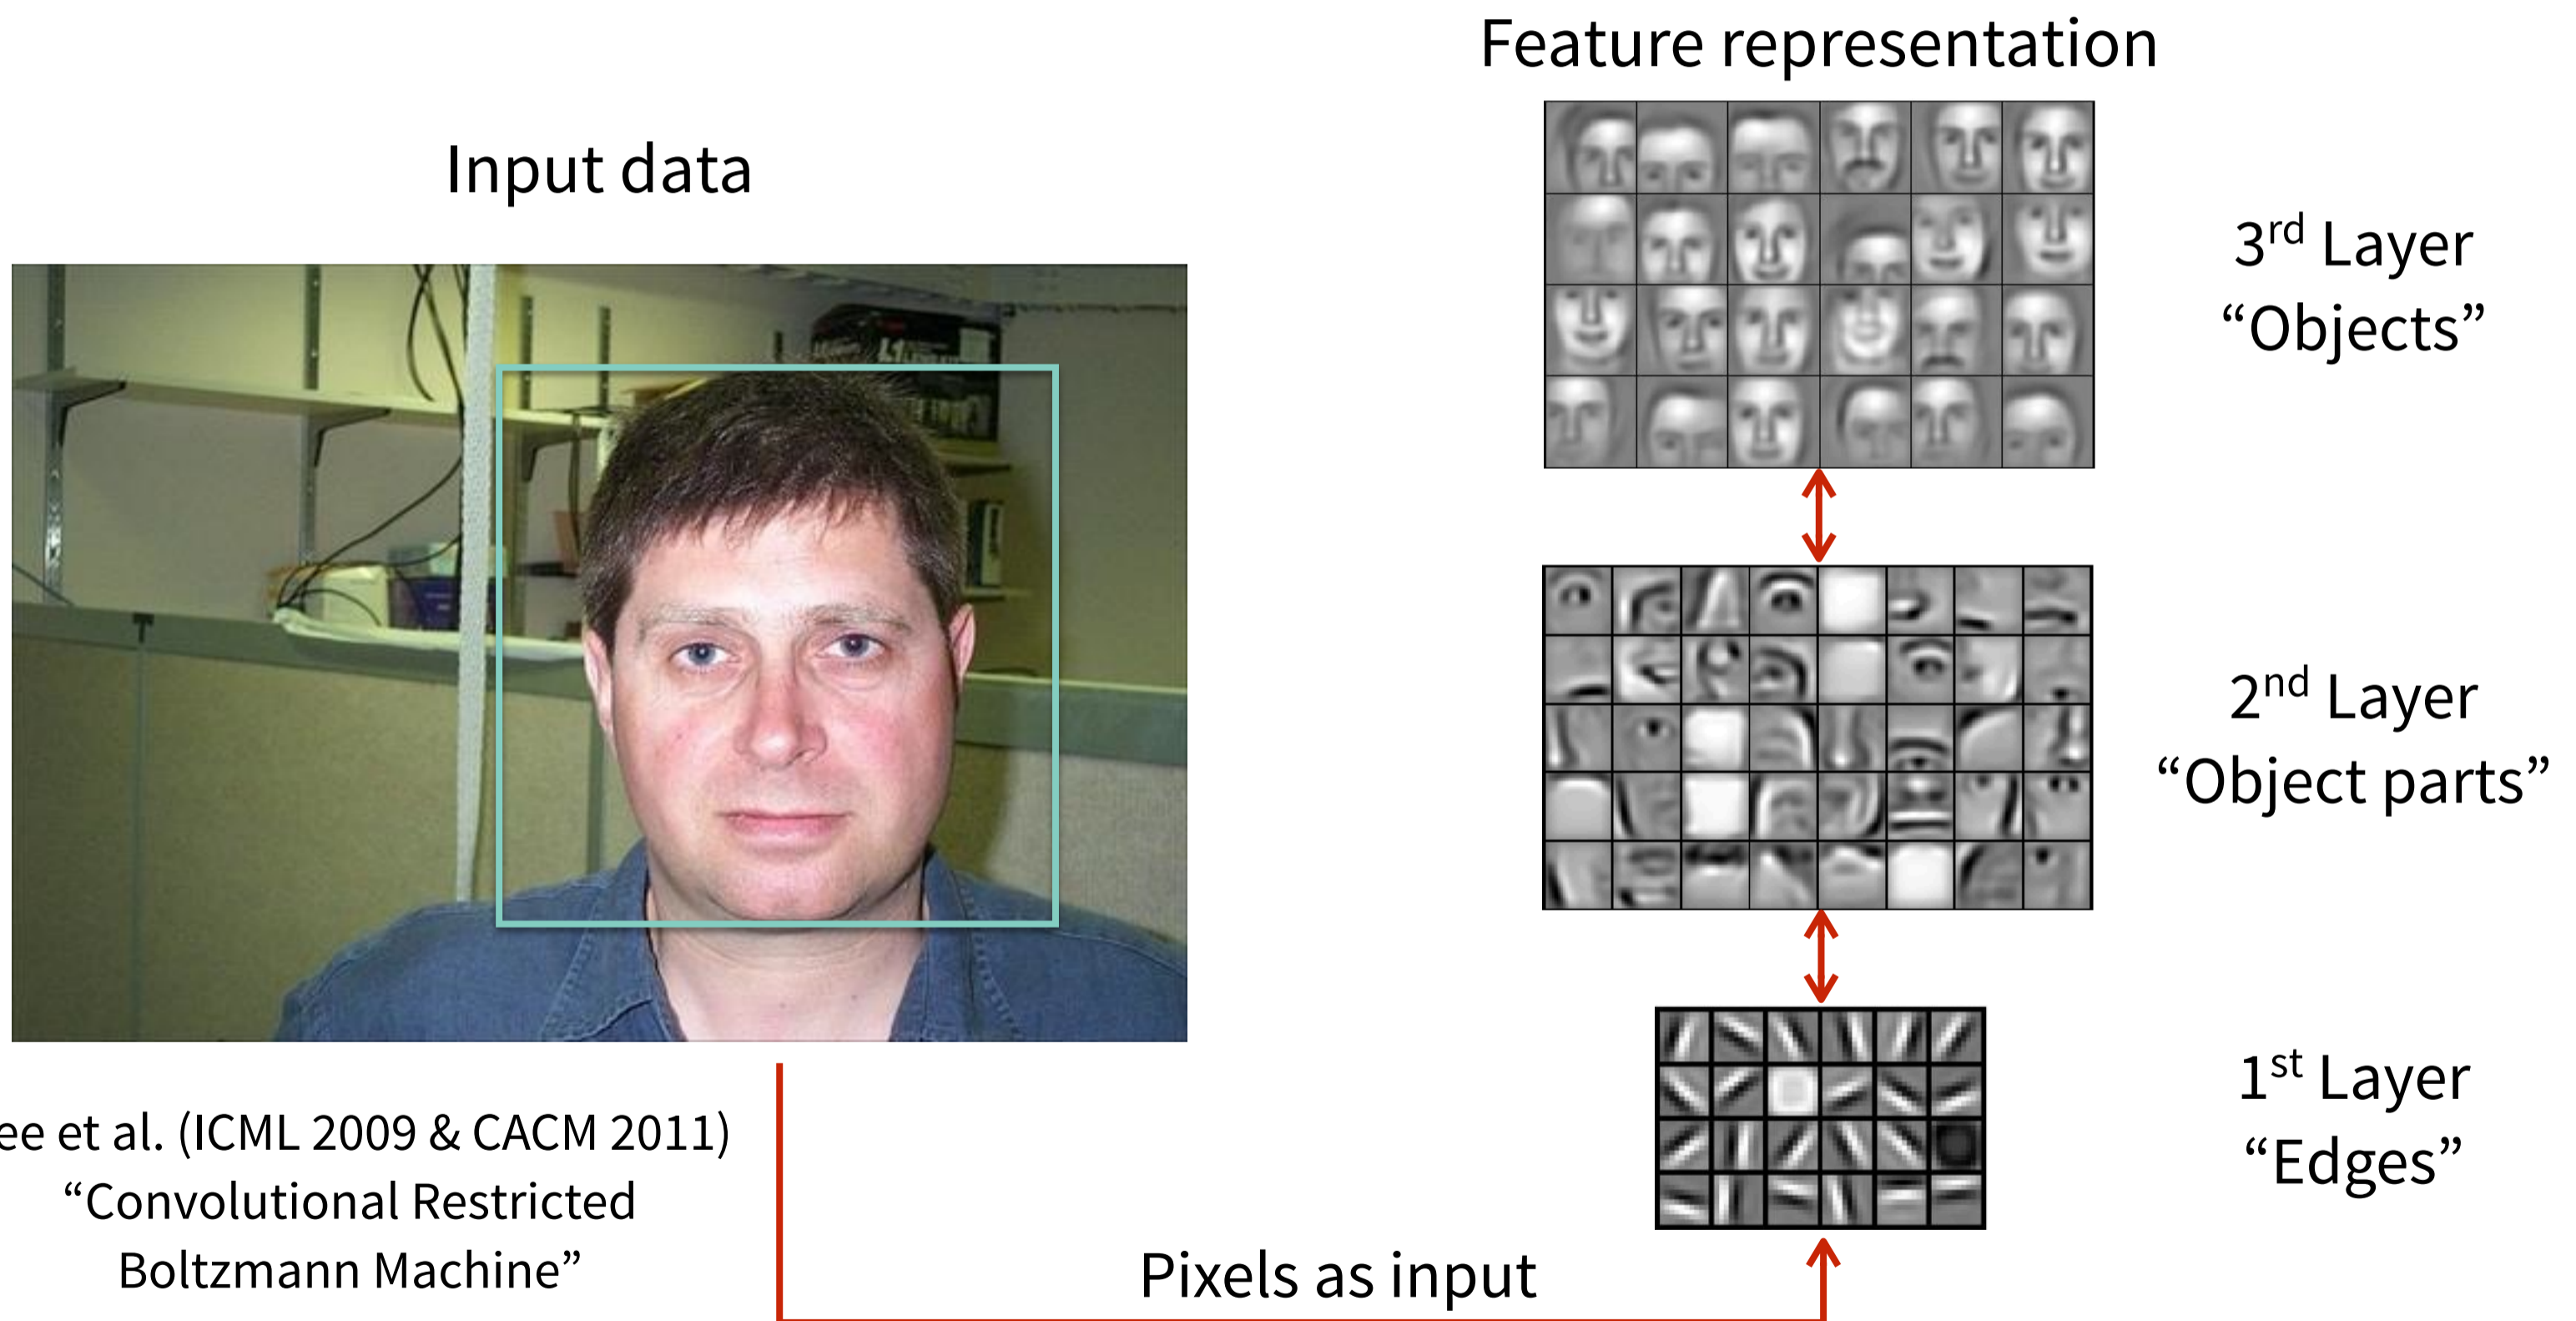 Feature representation
Input data
3rd Layer
“Objects”
2nd Layer
“Object parts”
1st Layer
“Edges”
ee et al. (ICML 2009 & CACM 2011)
“Convolutional Restricted
Boltzmann Machine”
Pixels as input